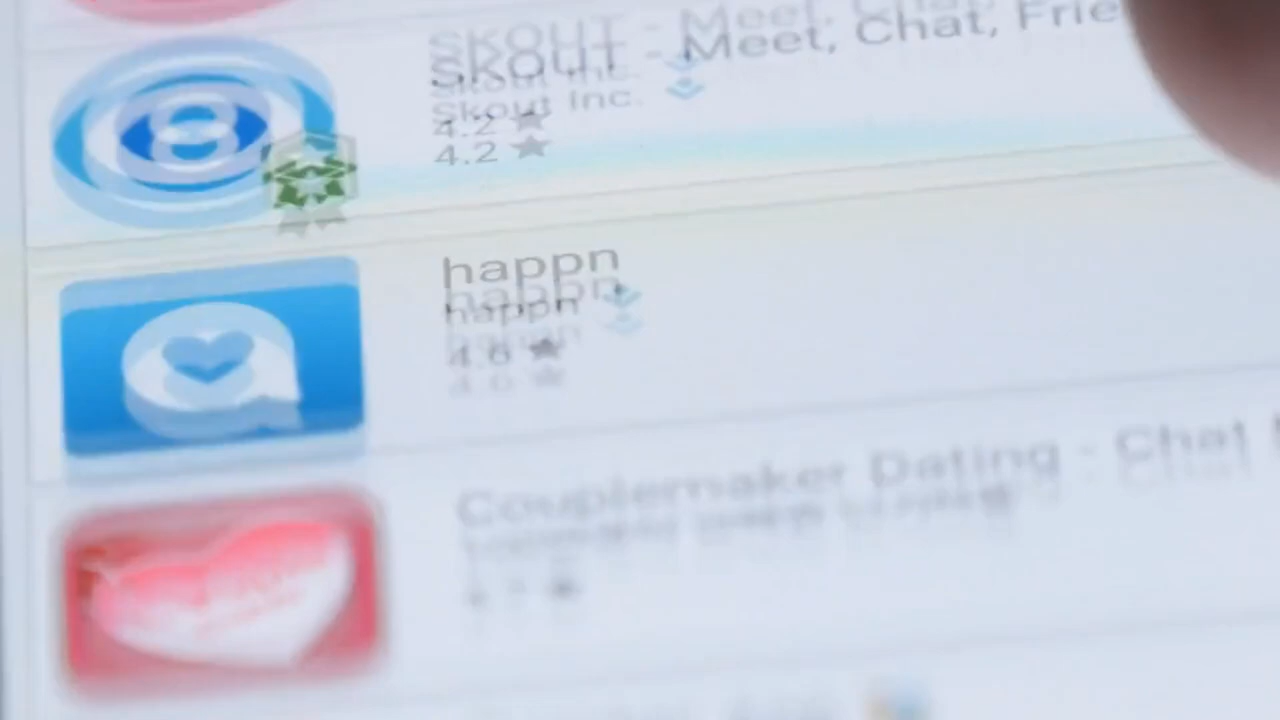 SKOUT - Meet, Chat, Frie
Skout Inc.
4.2 ★
happn
happn
4.6 ★
Couplemaker Dating - Chat